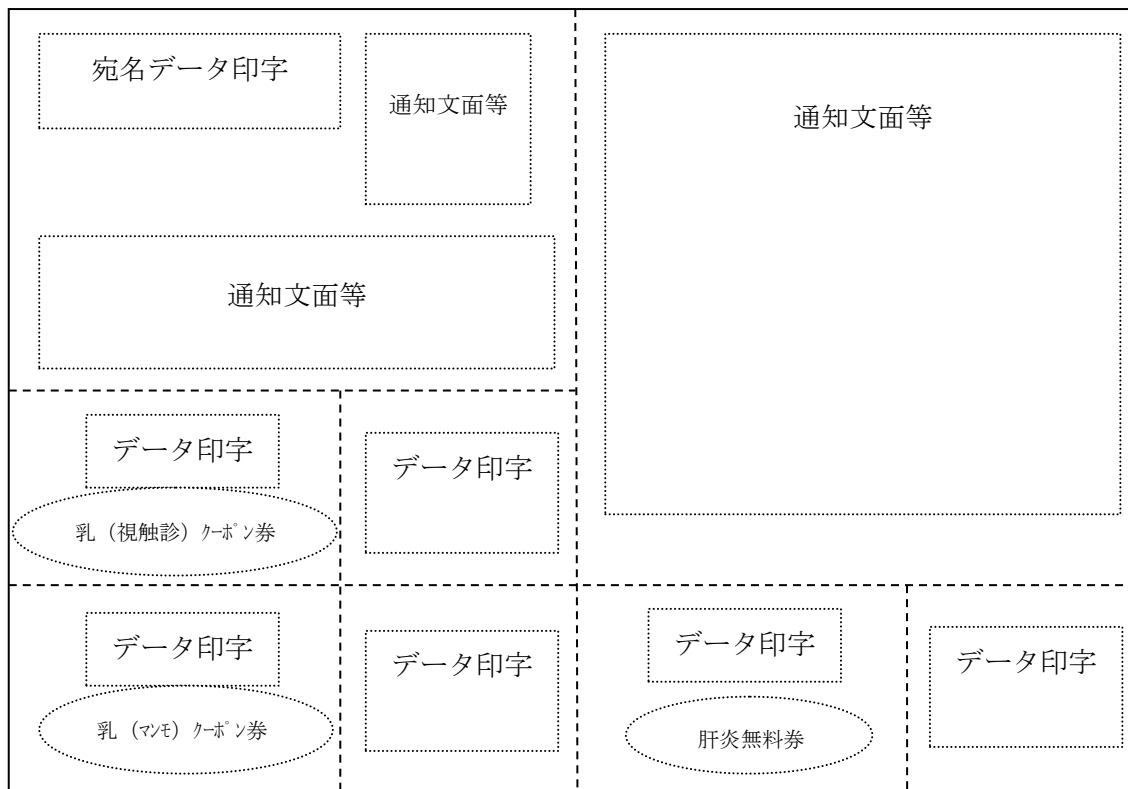 宛名データ印字
通知文面等
通知文面等
通知文面等
データ印字
乳（視触診）ｸｰﾎﾟﾝ券
データ印字
データ印字
乳（ﾏﾝﾓ）ｸｰﾎﾟﾝ券
データ印字
データ印字
肝炎無料券
データ印字